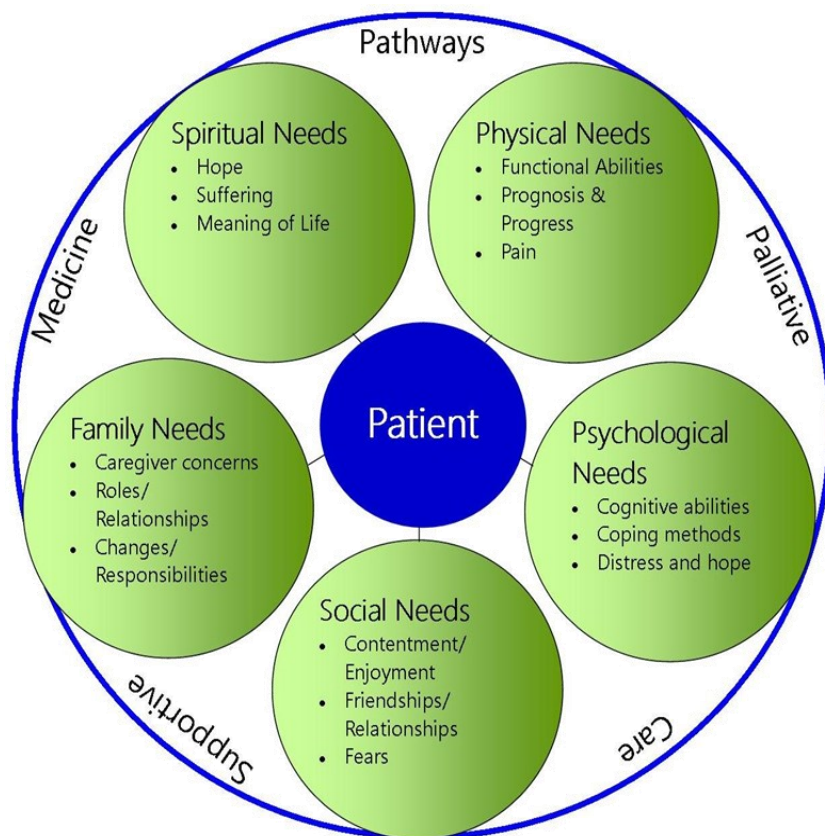 Pathways
Spiritual Needs
• Hope
• Suffering
• Meaning of Life
Physical Needs
• Functional Abilities
• Prognosis &
Progress
• Pain
Medicine
Palliative
Patient
Family Needs
• Caregiver concerns
• Roles/
Relationships
• Changes/
Responsibilities
Psychological
Needs
• Cognitive abilities
• Coping methods
• Distress and hope
Social Needs
• Contentment/
Enjoyment
• Friendships/
Relationships
• Fears
Supportive
Care